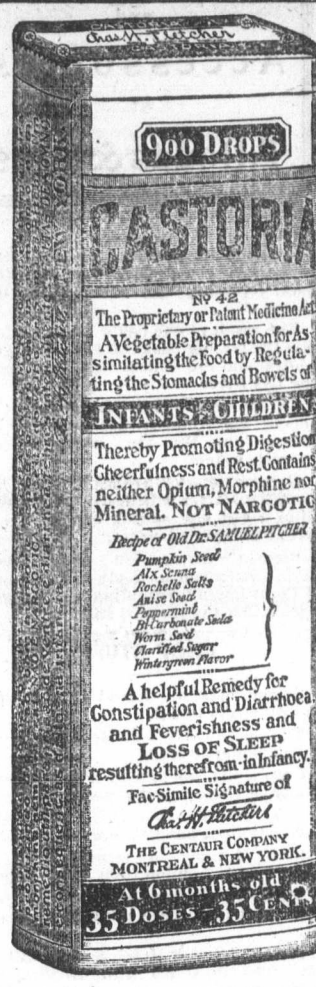 Chas. H. Fletcher
900 DROPS
CASTORIA
No 42
The Proprietary or Patent Medicine Act
A Vegetable Preparation for As-
similating the Food by Regula-
ting the Stomachs and Bowels of
INFANTS & CHILDREN
Thereby Promoting Digestion
Cheerfulness and Rest. Contains
neither Opium, Morphine nor
Mineral. NOT NARCOTIC
Recipe of Old Dr. SAMUEL PITCHER
Pumpkin Seed
Alx Senna
Rochelle Salts
Anise Seed
Peppermint
Bi-Carbonate Soda
Worm Seed
Clarified Sugar
Wintergreen Flavor
A helpful Remedy for
Constipation and Diarrhoea
and Feverishness and
LOSS OF SLEEP
resulting therefrom-in Infancy.
Fac-Simile Signature of
Chas. H. Fletcher
THE CENTAUR COMPANY
MONTREAL & NEW YORK.
At 6 months old
35 DOSES - 35 CENTS
NEW YORK